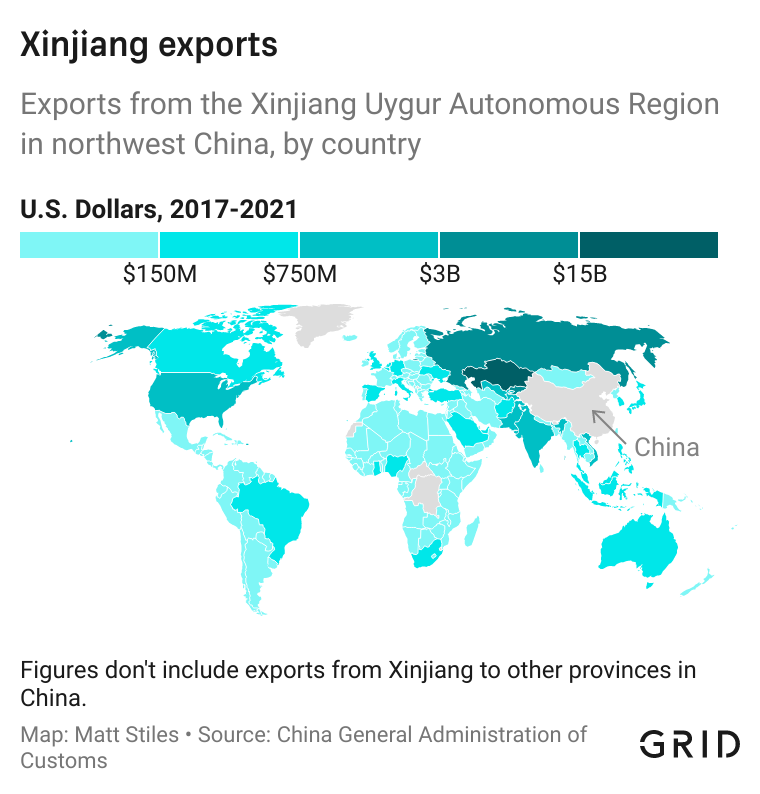 Xinjiang exports
Exports from the Xinjiang Uygur Autonomous Region
in northwest China, by country
U.S. Dollars, 2017-2021
$150M $750M $3B $15B
China
Figures don't include exports from Xinjiang to other provinces in
China.
Map: Matt Stiles • Source: China General Administration of
Customs
GRID